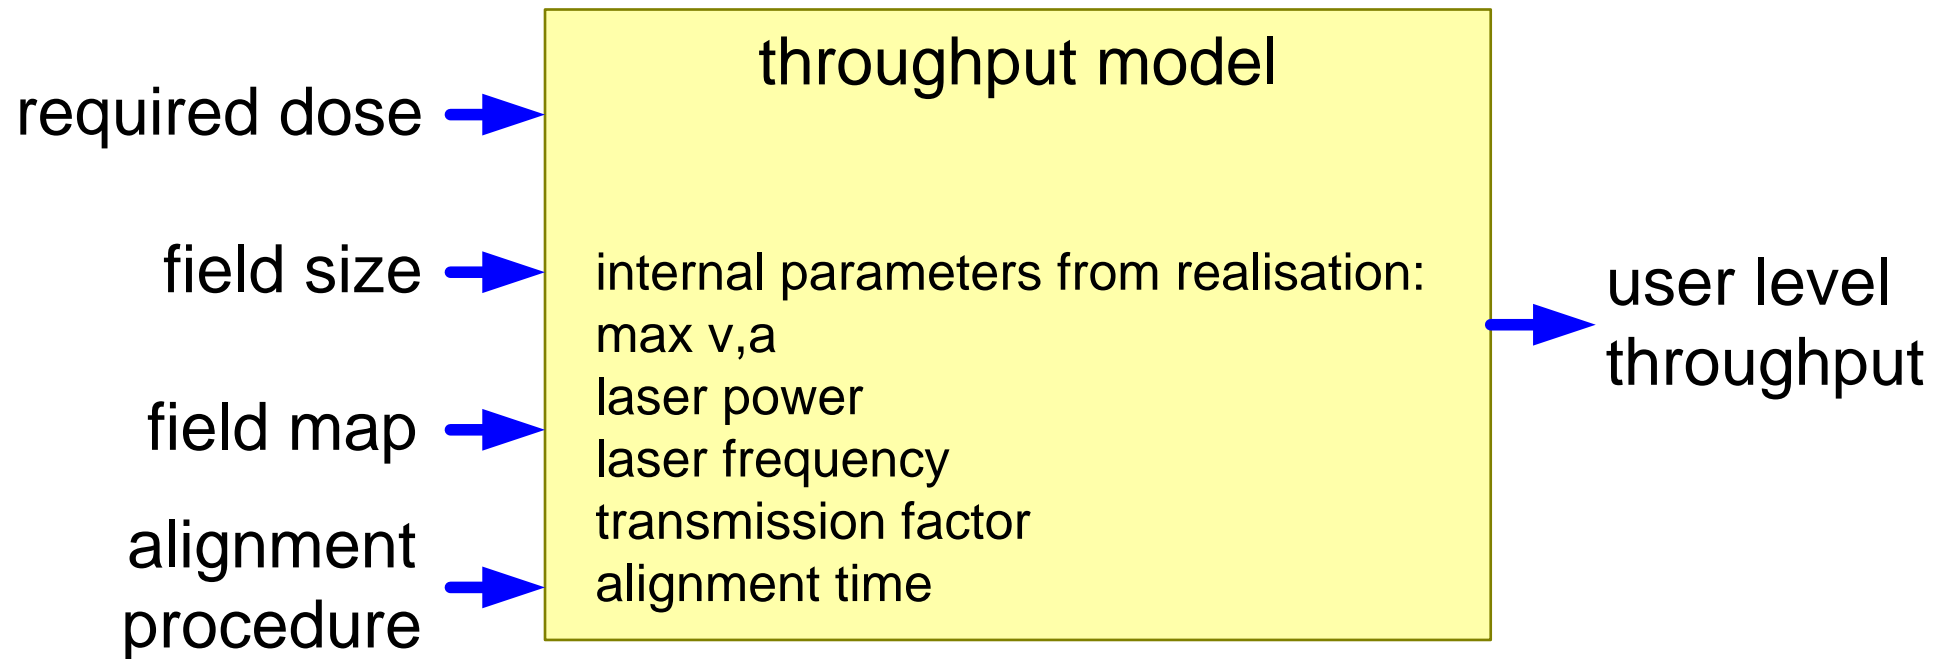 throughput model
required dose
field size
field map
alignment
procedure
internal parameters from realisation:
max v,a
laser power
laser frequency
transmission factor
alignment time
user level
throughput